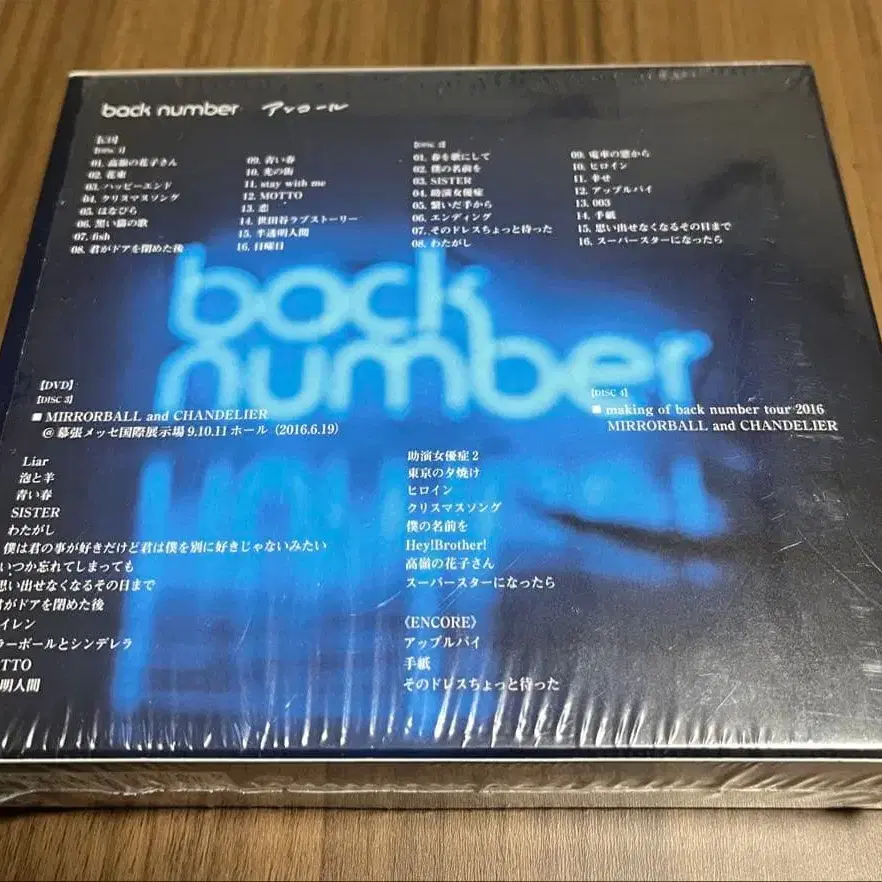 back number アンコール
【CD】
【DISC 1】
01. 高嶺の花子さん
02. 花束
03. ハッピーエンド
04. クリスマスソング
05. はなびら
06. 黒い猫の歌
07. fish
08. 君がドアを閉めた後
09. 青い春
10. 光の街
11. stay with me
12. MOTTO
13. 恋
14. 世田谷ラブストーリー
15. 半透明人間
16. 日曜日
【DISC 2】
01. 春を歌にして
02. 僕の名前を
03. SISTER
04. 助演女優症
05. 繋いだ手から
06. エンディング
07. そのドレスちょっと待った
08. わたがし
09. 電車の窓から
10. ヒロイン
11. 幸せ
12. アップルパイ
13. 003
14. 手紙
15. 思い出せなくなるその日まで
16. スーパースターになったら
back
number
【DVD】
【DISC 3】
■ MIRRORBALL and CHANDELIER
@ 幕張メッセ国際展示場 9.10.11 ホール (2016.6.19)
Liar
泡と羊
青い春
SISTER
わたがし
僕は君の事が好きだけど君は僕を別に好きじゃないみたい
いつか忘れてしまっても
思い出せなくなるその日まで
君がドアを閉めた後
イレン
ラーボールとシンデレラ
TTO
明人間
助演女優症 2
東京の夕焼け
ヒロイン
クリスマスソング
僕の名前を
Hey!Brother!
高嶺の花子さん
スーパースターになったら
〈ENCORE〉
アップルパイ
手紙
そのドレスちょっと待った
【DISC 4】
■ making of back number tour 2016
MIRRORBALL and CHANDELIER